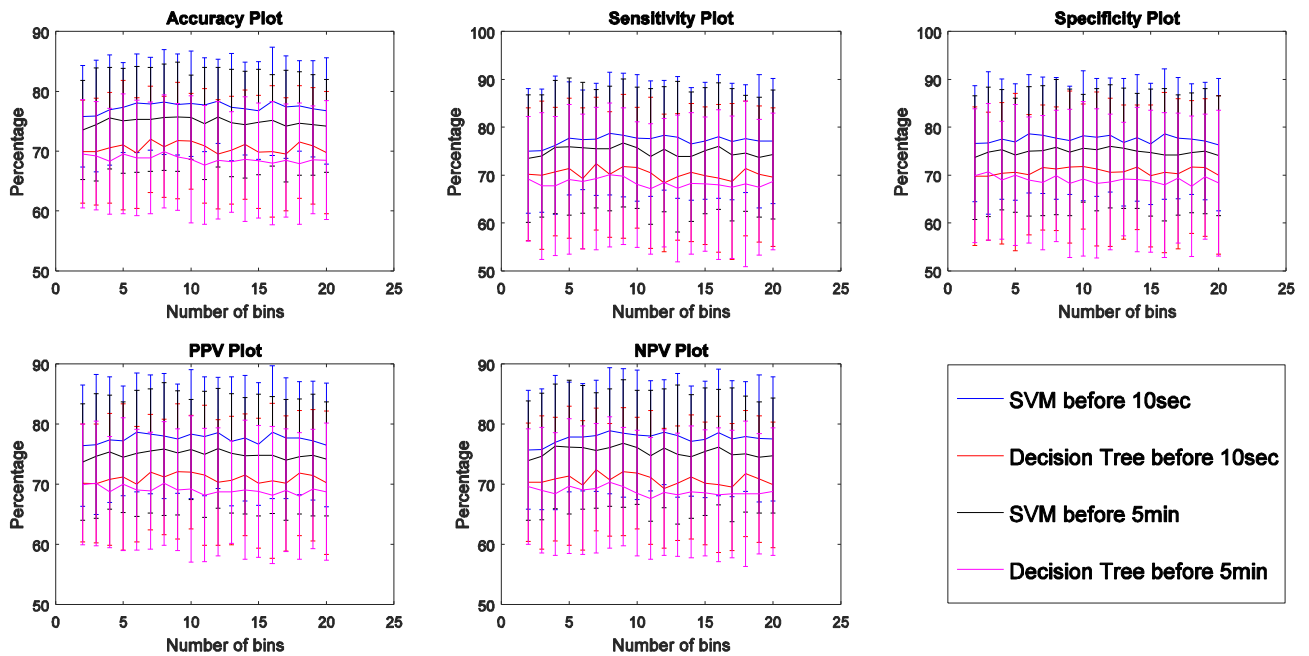 Accuracy Plot
90
80
70
60
50
Percentage
0 5 10 15 20 25
Number of bins
Sensitivity Plot
100
90
80
70
60
50
Percentage
0 5 10 15 20 25
Number of bins
Specificity Plot
100
90
80
70
60
50
Percentage
0 5 10 15 20 25
Number of bins
PPV Plot
90
80
70
60
50
Percentage
0 5 10 15 20 25
Number of bins
NPV Plot
90
80
70
60
50
Percentage
0 5 10 15 20 25
Number of bins
SVM before 10sec
Decision Tree before 10sec
SVM before 5min
Decision Tree before 5min